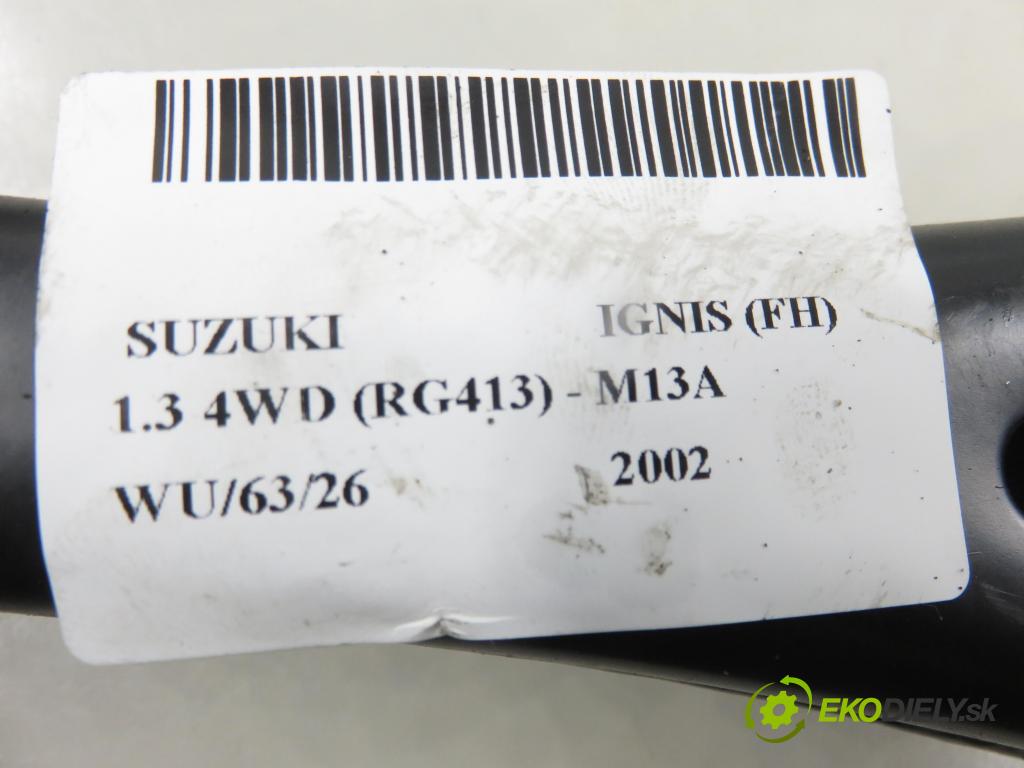 SUZUKI IGNIS (FH)
1.3 4WD (RG413) - M13A
WU/63/26 2002
EKODIELY.sk